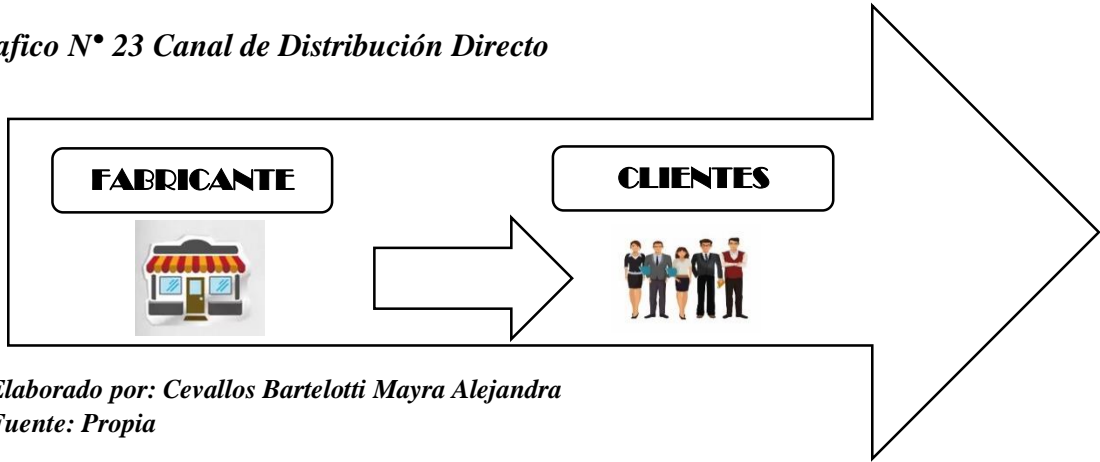 afico N° 23 Canal de Distribución Directo
FABRICANTE
CLIENTES
Elaborado por: Cevallos Bartelotti Mayra Alejandra
Fuente: Propia